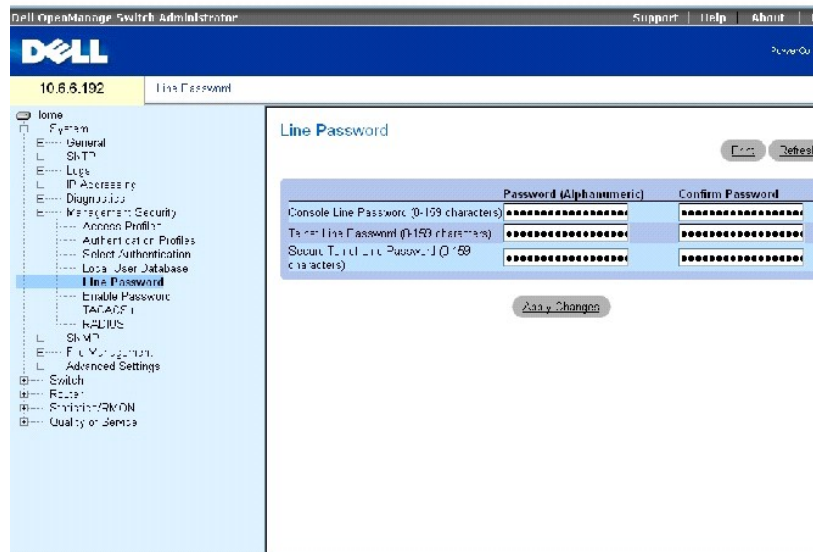 Dell OpenManage Switch Administrator
Support | Help | About |
DELL
10.6.6.192
Line Password
Home
System
General
SNTP
Logs
IP Addressing
Diagnostics
Management Security
Access Profiles
Authentication Profiles
Select Authentication
Local User Database
Line Password
Enable Password
TACACS+
RADIUS
SNMP
File Management
Advanced Settings
Switch
Router
Statistics/RMON
Quality of Service
Line Password
Print
Refresh
Password (Alphanumeric) Confirm Password
Console Line Password (0-159 characters)
Telnet Line Password (0-159 characters)
Secure Telnet Line Password (0-159
characters)
Apply Changes